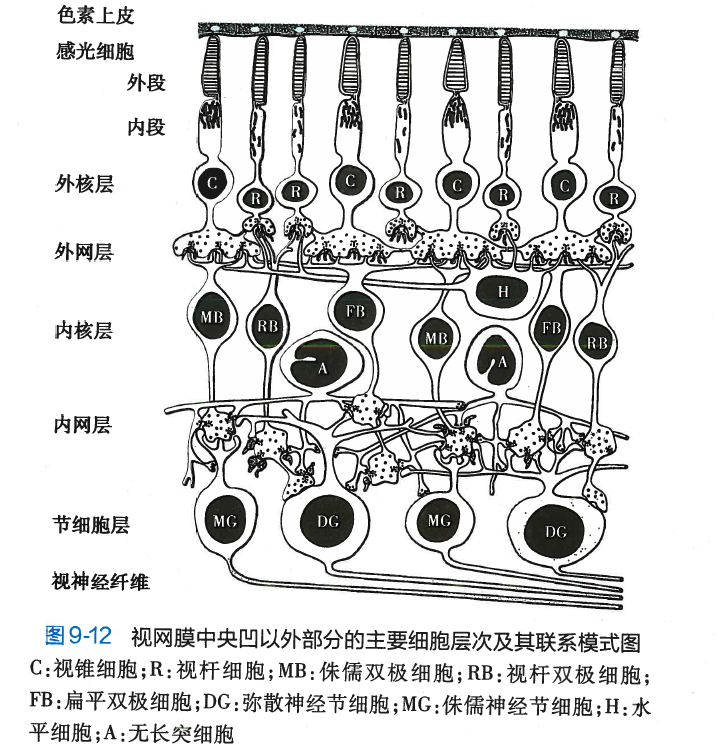 色素上皮
感光细胞
外段
内段
外核层
C R R C R C R C R
外网层
H
内核层
MB RB FB MB FB RB
A A
内网层
节细胞层
MG DG MG DG
视神经纤维
图9-12 视网膜中央凹以外部分的主要细胞层次及其联系模式图
C:视锥细胞;R:视杆细胞;MB:侏儒双极细胞;RB:视杆双极细胞;
FB:扁平双极细胞;DG:弥散神经节细胞;MG:侏儒神经节细胞;H:水
平细胞;A:无长突细胞